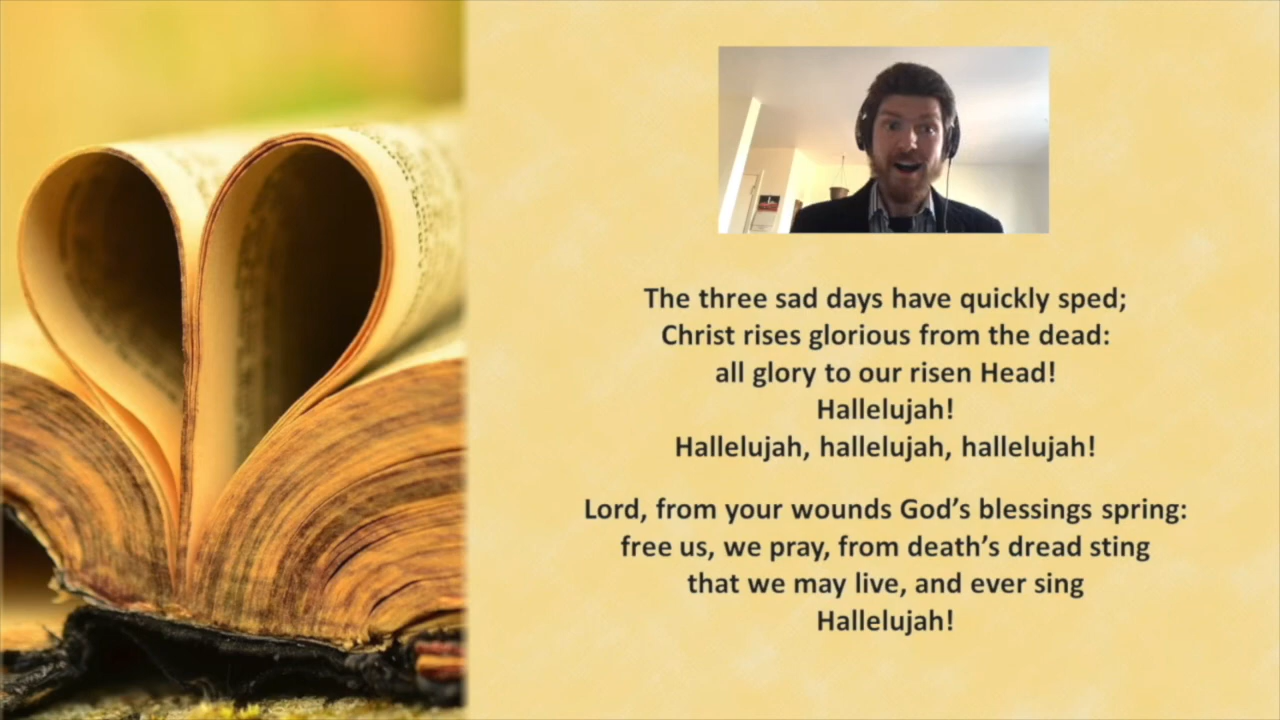 The three sad days have quickly sped;
Christ rises glorious from the dead:
all glory to our risen Head!
Hallelujah!
Hallelujah, hallelujah, hallelujah!
Lord, from your wounds God's blessings spring:
free us, we pray, from death's dread sting
that we may live, and ever sing
Hallelujah!